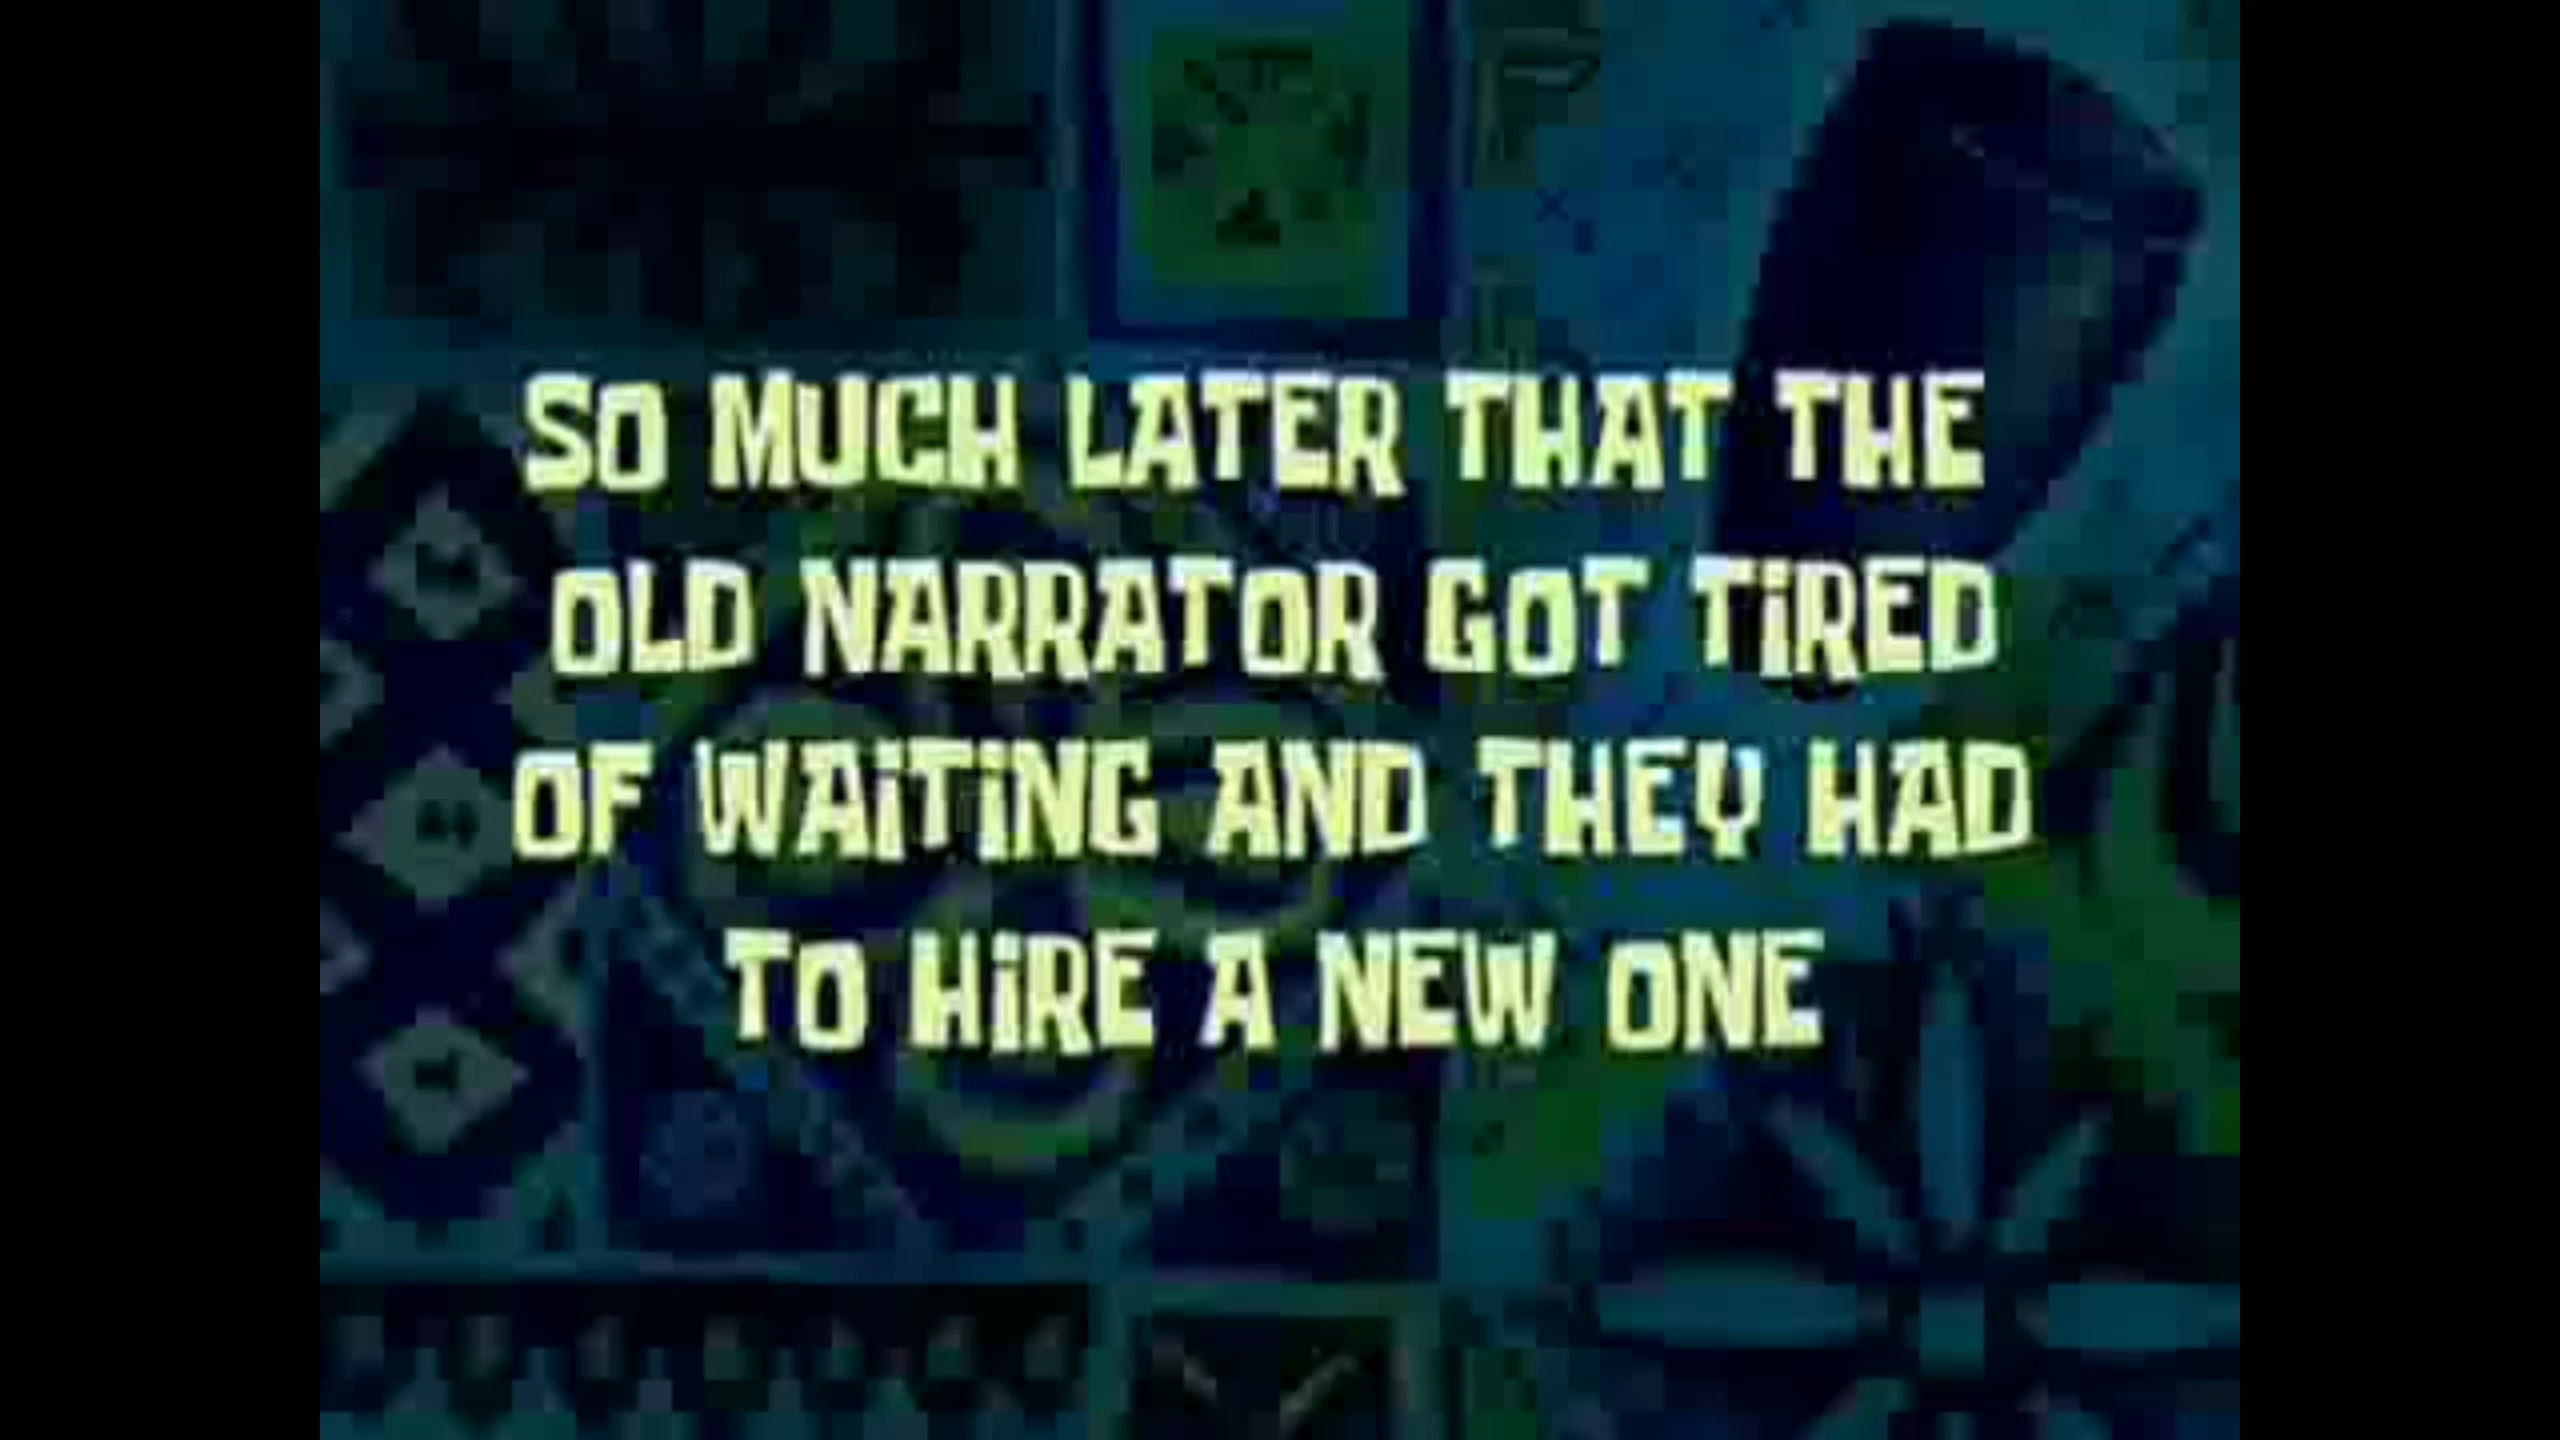 SO MUCH LATER THAT THE
OLD NARRATOR GOT TiRED
OF WAiTiNG AND THEY HAD
TO HiRE A NEW ONE